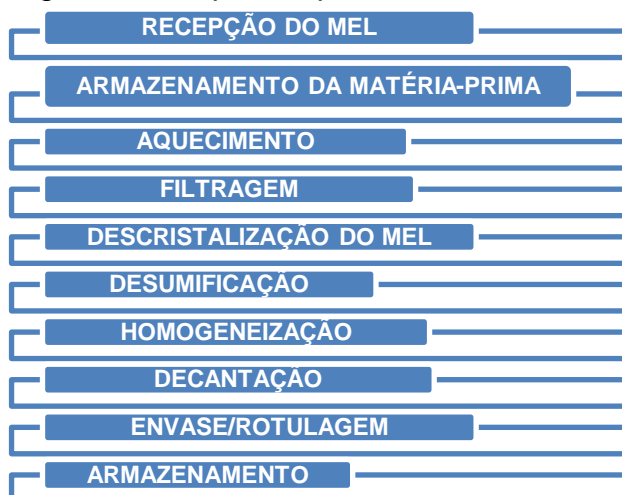 RECEPÇÃO DO MEL
ARMAZENAMENTO DA MATÉRIA-PRIMA
AQUECIMENTO
FILTRAGEM
DESCRISTALIZAÇÃO DO MEL
DESUMIFICAÇÃO
HOMOGENEIZAÇÃO
DECANTAÇÃO
ENVASE/ROTULAGEM
ARMAZENAMENTO